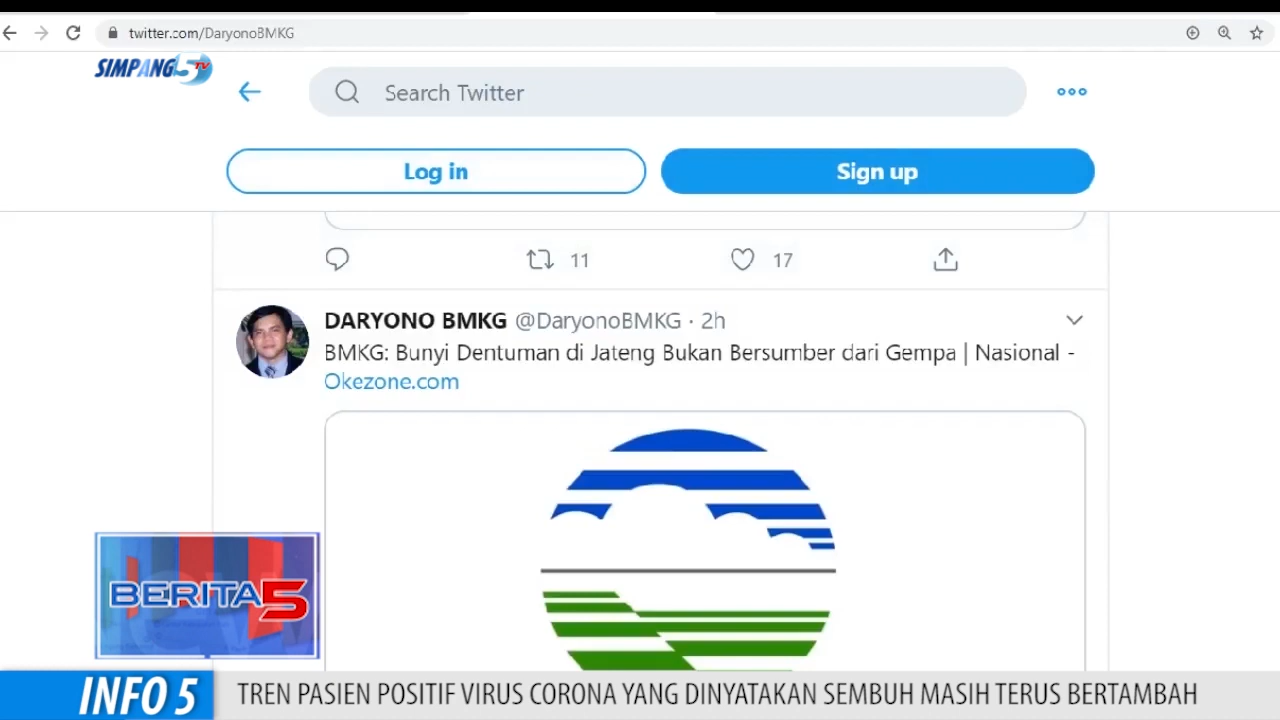 twitter.com/DaryonoBMKG
SIMPANG5 TV
Search Twitter
Log in
Sign up
11
17
DARYONO BMKG @DaryonoBMKG · 2h
BMKG: Bunyi Dentuman di Jateng Bukan Bersumber dari Gempa | Nasional -
Okezone.com
BERITA5
INFO 5
TREN PASIEN POSITIF VIRUS CORONA YANG DINYATAKAN SEMBUH MASIH TERUS BERTAMBAH